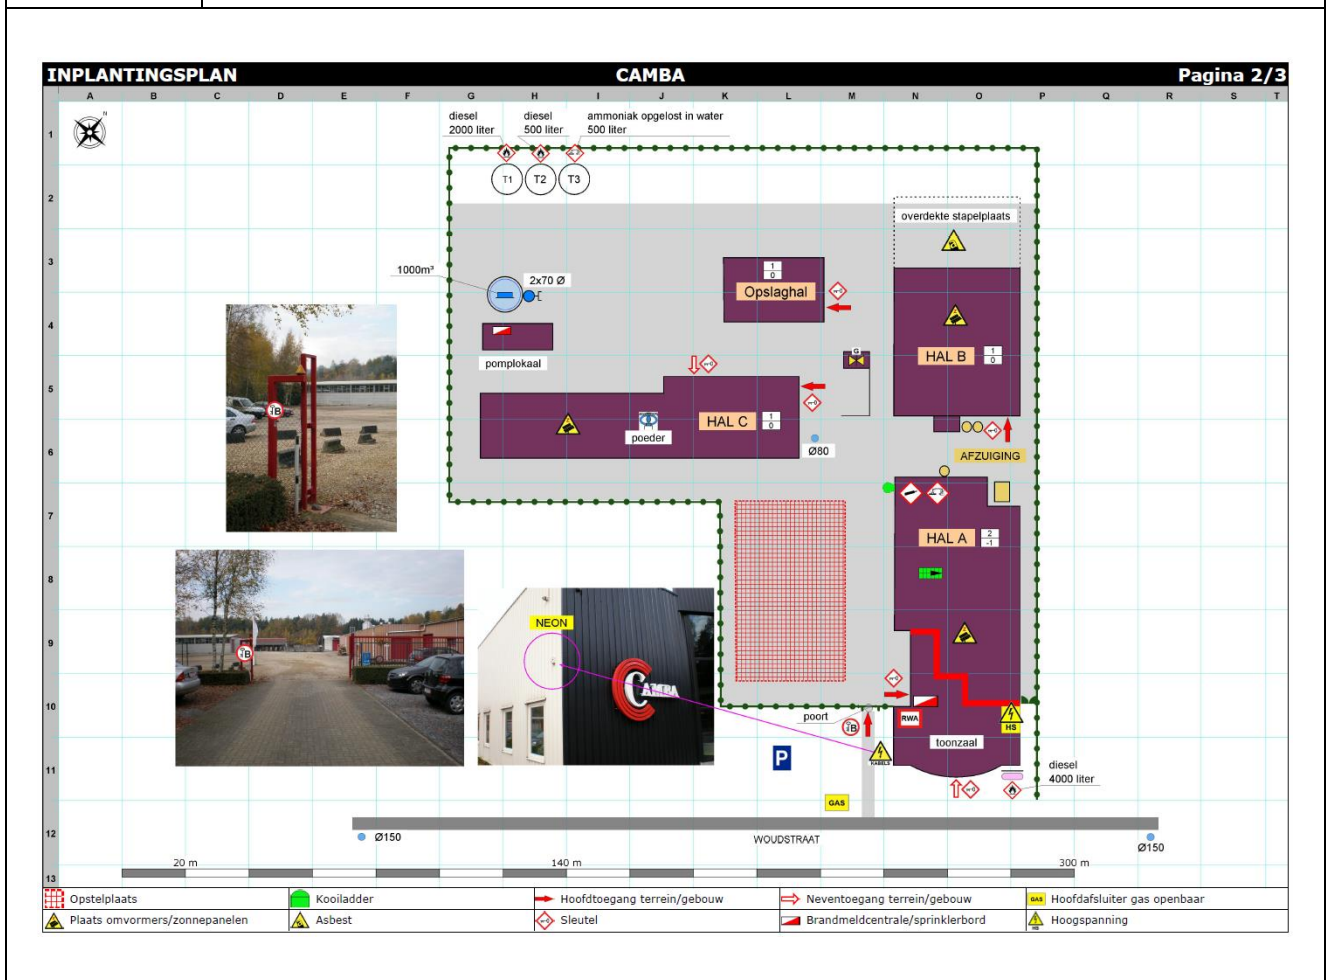 INPLANTINGSPLAN CAMBA Pagina 2/3
A B C D E F G H I J K L M N O P Q R S T
N
1
2
3
4
5
6
7
8
9
10
11
12
13
diesel
2000 liter
diesel
500 liter
ammoniak opgelost in water
500 liter
T1 T2 T3
overdekte stapelplaats
1000m³
2x70 Ø
1
0
Opslaghal
pomplokaal
G
HAL B
1
0
HAL C
1
0
poeder
Ø80
AFZUIGING
HAL A
2
-1
B
B
NEON
CAMBA
poort
B
RWA
HS
toonzaal
KABELS
P
diesel
4000 liter
GAS
WOUDSTRAAT
Ø150
Ø150
20 m 140 m 300 m
Opstelplaats
Kooiladder
Hoofdtoegang terrein/gebouw
Neventoegang terrein/gebouw
GAS Hoofdafsluiter gas openbaar
Plaats omvormers/zonnepanelen
Asbest
Sleutel
Brandmeldcentrale/sprinklerbord
HS Hoogspanning